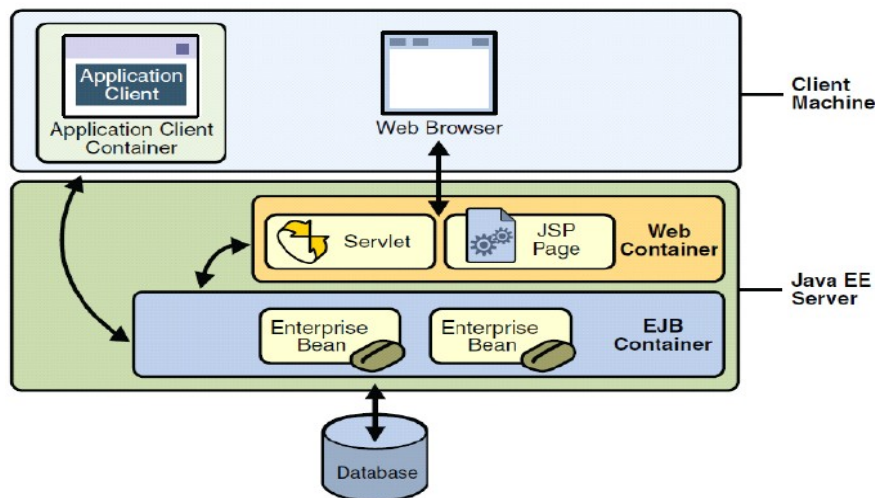 Application
Client
Application Client
Container
Web Browser
Client
Machine
Servlet
JSP
Page
Web
Container
Java EE
Server
Enterprise
Bean
Enterprise
Bean
EJB
Container
Database